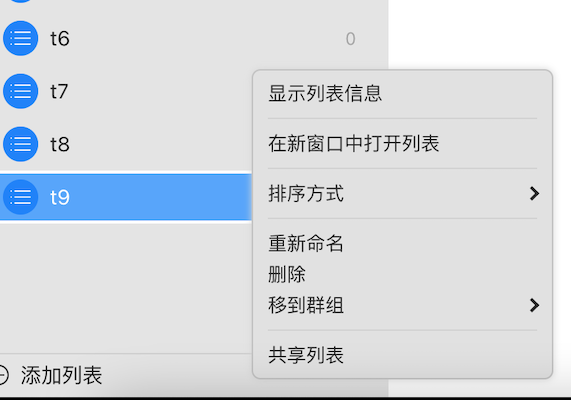 t6 0
t7
t8
t9
显示列表信息
在新窗口中打开列表
排序方式
重新命名
删除
移到群组
共享列表
添加列表